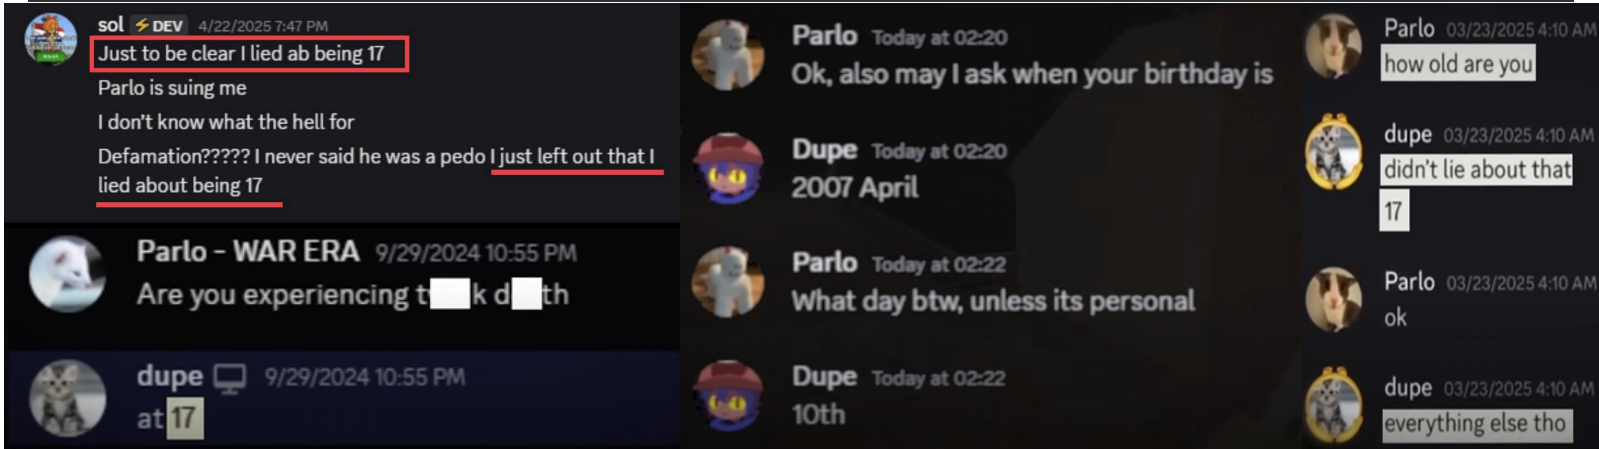 sol ⚡DEV 4/22/2025 7:47 PM
Just to be clear I lied ab being 17
Parlo is suing me
I don't know what the hell for
Defamation????? I never said he was a pedo I just left out that I
lied about being 17
Parlo - WAR ERA 9/29/2024 10:55 PM
Are you experiencing t k d th
dupe 9/29/2024 10:55 PM
at 17
Parlo Today at 02:20
Ok, also may I ask when your birthday is
Dupe Today at 02:20
2007 April
Parlo Today at 02:22
What day btw, unless its personal
Dupe Today at 02:22
10th
Parlo 03/23/2025 4:10 AM
how old are you
dupe 03/23/2025 4:10 AM
didn't lie about that
17
Parlo 03/23/2025 4:10 AM
ok
dupe 03/23/2025 4:10 AM
everything else tho